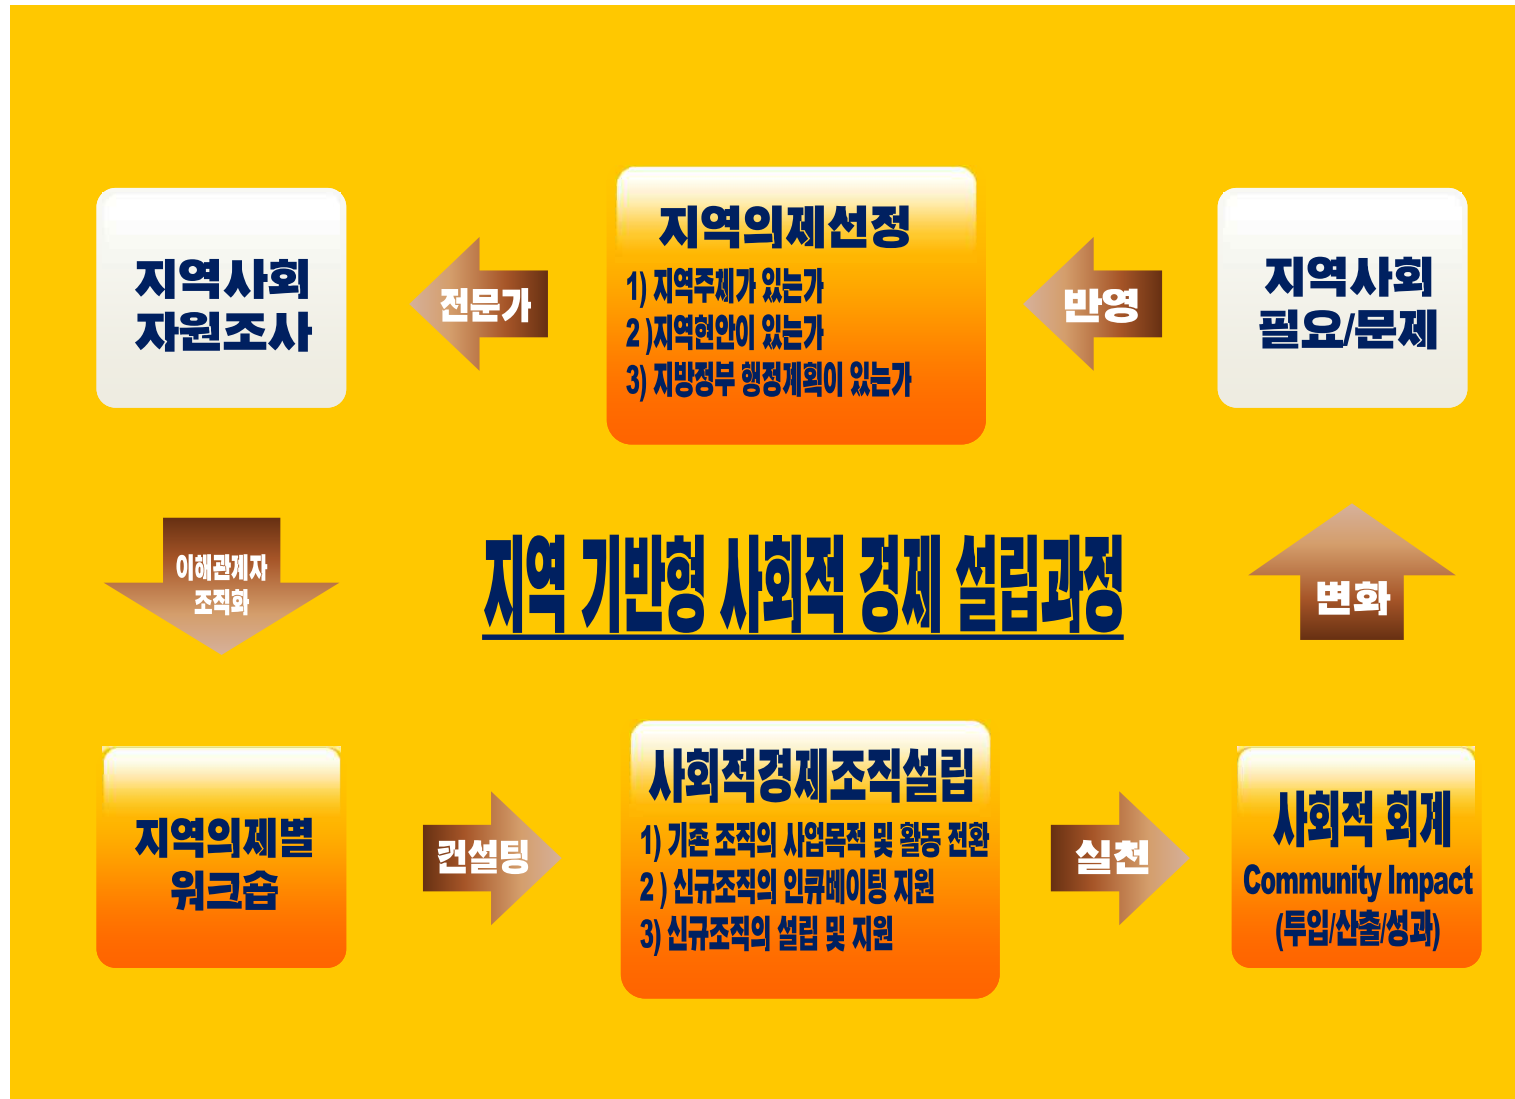 지역사회
자원조사
전문가
지역의제선정
1) 지역주체가 있는가
2 )지역현안이 있는가
3) 지방정부 행정계획이 있는가
반영
지역사회
필요/문제
이해관계자
조직화
지역 기반형 사회적 경제 설립과정
변화
지역의제별
워크숍
컨설팅
사회적경제조직설립
1) 기존 조직의 사업목적 및 활동 전환
2 ) 신규조직의 인큐베이팅 지원
3) 신규조직의 설립 및 지원
실천
사회적 회계
Community Impact
(투입/산출/성과)